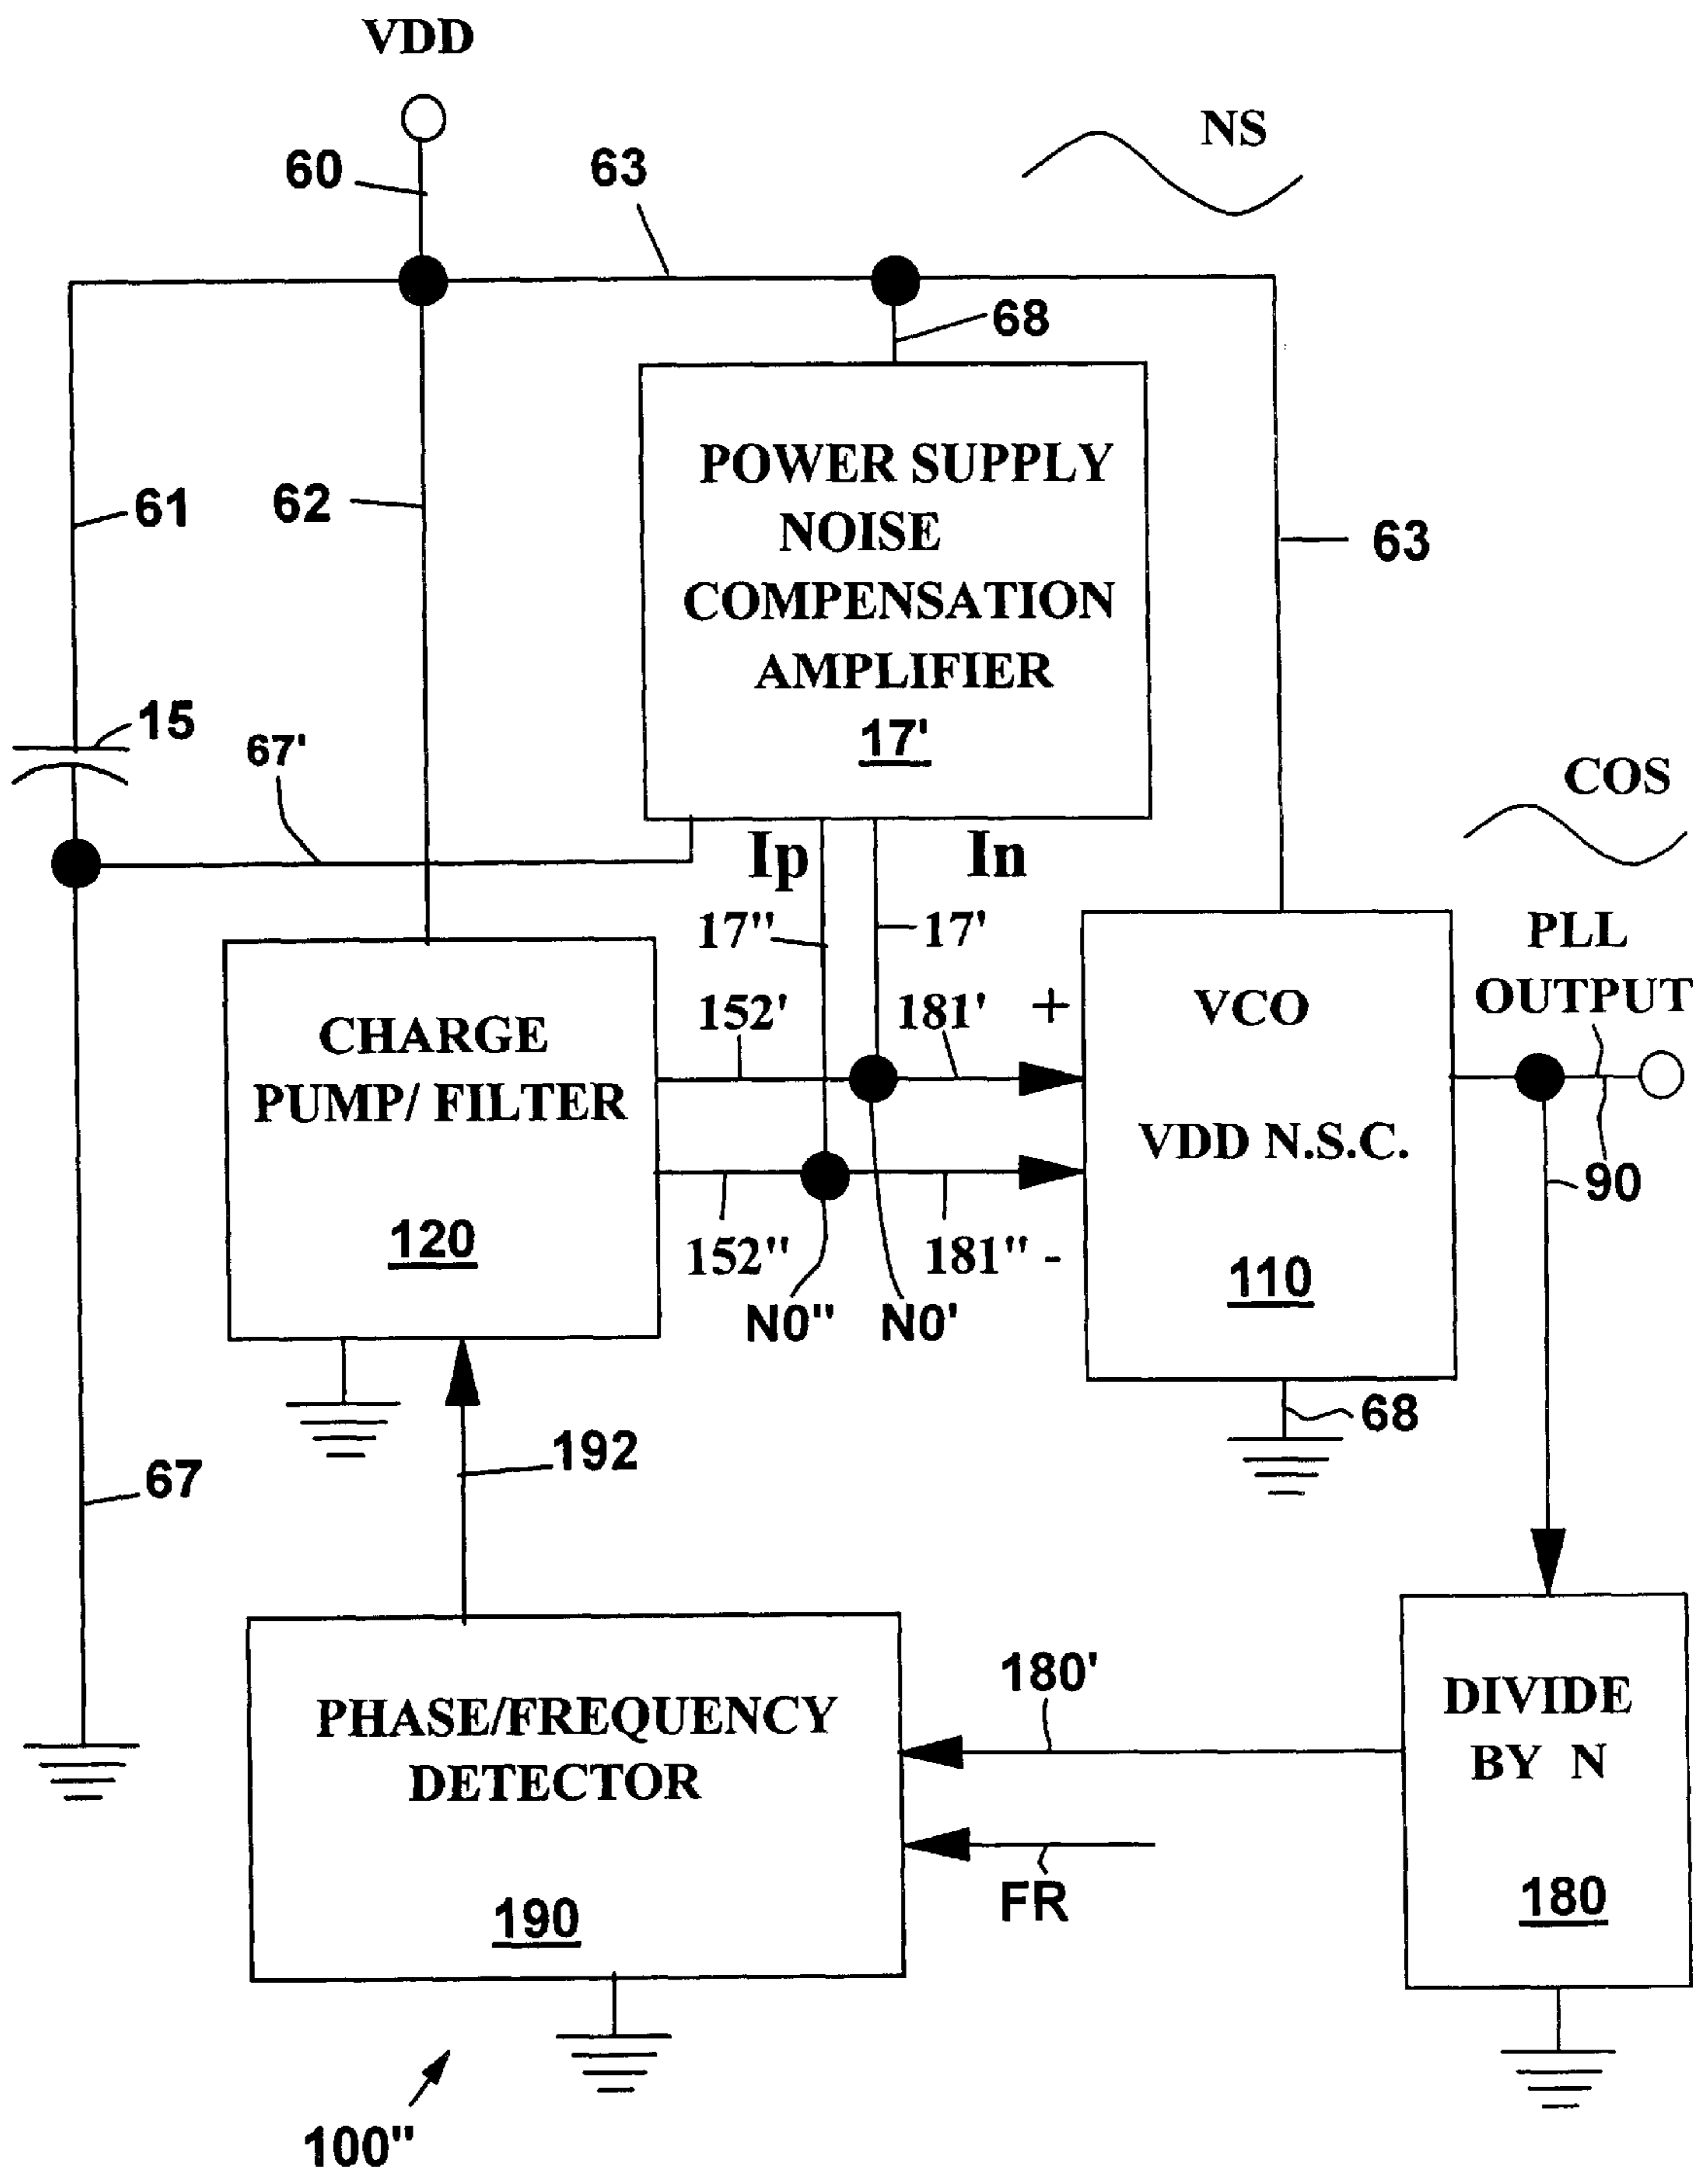 VDD
NS
60
63
68
POWER SUPPLY
NOISE
COMPENSATION
AMPLIFIER
17'
61
62
63
15
67'
COS
Ip
In
17"
17'
PLL
OUTPUT
152'
181'
+
VCO
CHARGE
PUMP/ FILTER
VDD N.S.C.
90
120
152"
181"
-
110
N0"
N0'
68
192
67
180'
PHASE/FREQUENCY
DETECTOR
DIVIDE
BY N
FR
190
180
100"